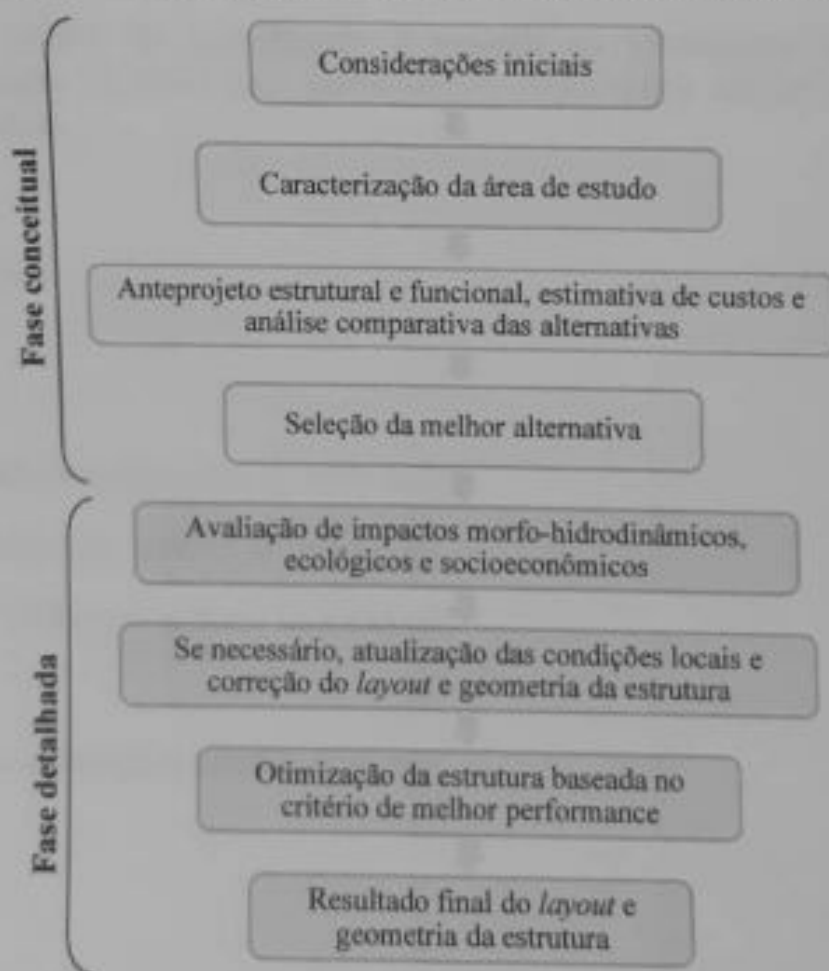 Fase conceitual
Considerações iniciais
Caracterização da área de estudo
Anteprojeto estrutural e funcional, estimativa de custos e
análise comparativa das alternativas
Seleção da melhor alternativa
Fase detalhada
Avaliação de impactos morfo-hidrodinâmicos,
ecológicos e socioeconômicos
Se necessário, atualização das condições locais e
correção do layout e geometria da estrutura
Otimização da estrutura baseada no
critério de melhor performance
Resultado final do layout e
geometria da estrutura